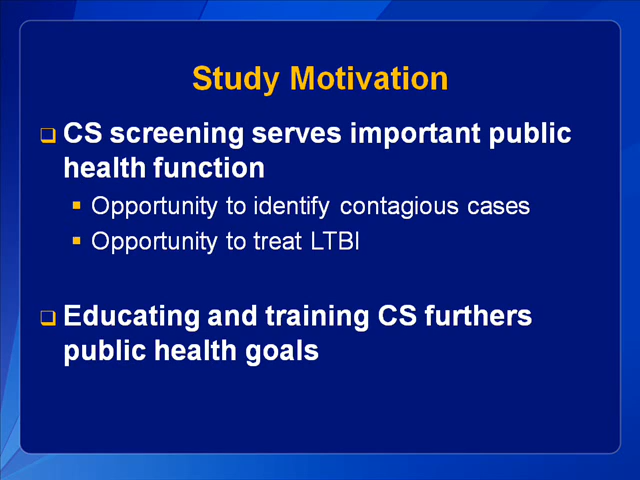 Study Motivation
CS screening serves important public
health function
Opportunity to identify contagious cases
Opportunity to treat LTBI
Educating and training CS furthers
public health goals